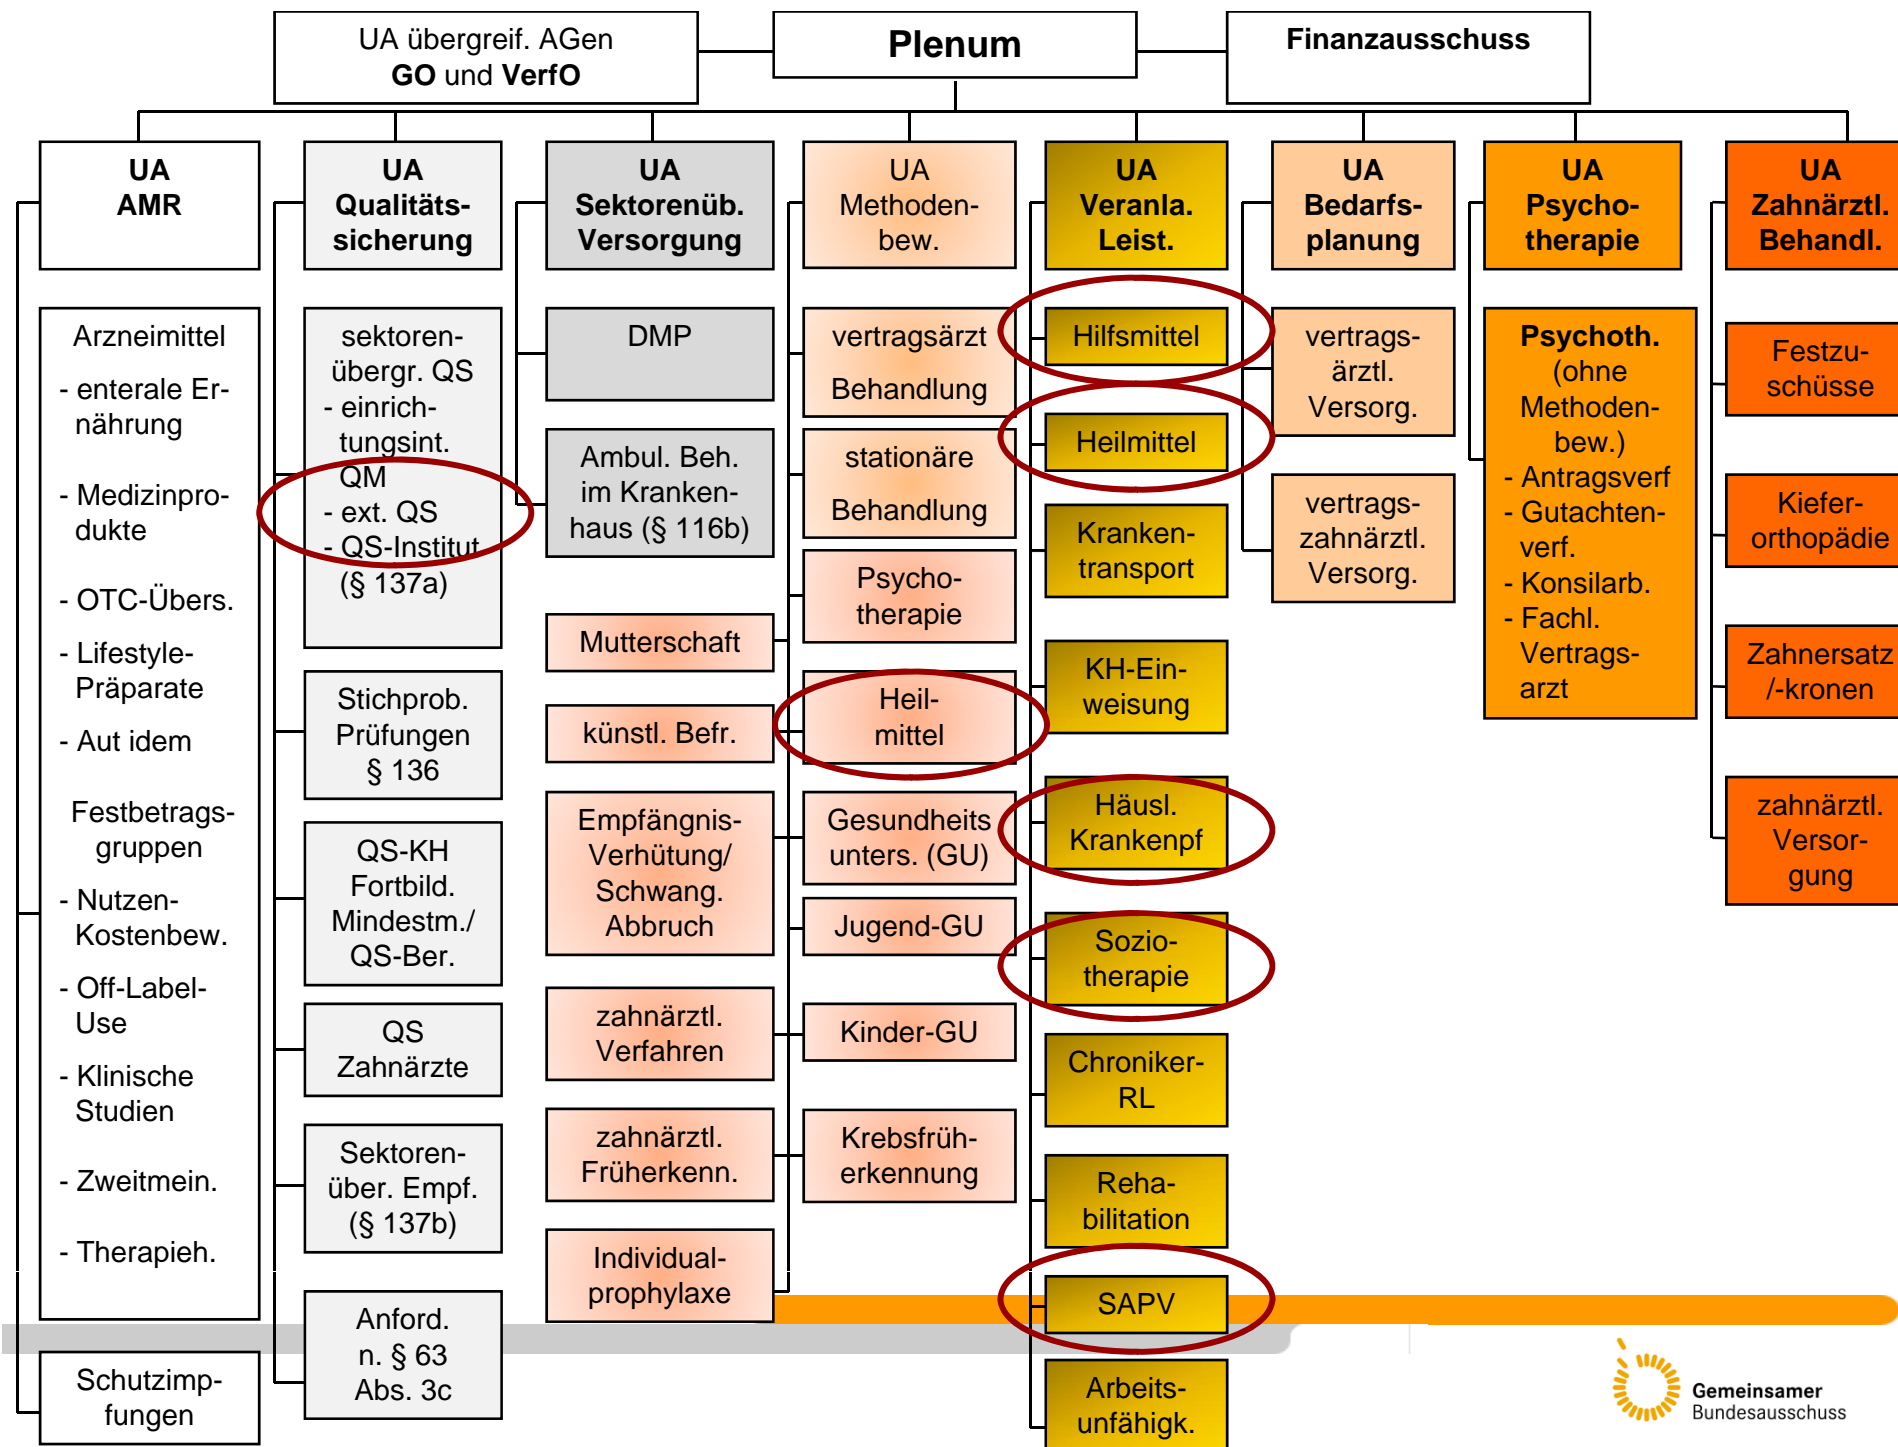 UA übergreif. AGen
GO und VerfO
Plenum
Finanzausschuss
UA
AMR
Arzneimittel
- enterale Er-
nährung
- Medizinpro-
dukte
- OTC-Übers.
- Lifestyle-
Präparate
- Aut idem
Festbetrags-
gruppen
- Nutzen-
Kostenbew.
- Off-Label-
Use
- Klinische
Studien
- Zweitmein.
- Therapieh.
Schutzimp-
fungen
UA
Qualitäts-
sicherung
sektoren-
übergr. QS
- einrich-
tungsint.
QM
- ext. QS
- QS-Institut
(§ 137a)
Stichprob.
Prüfungen
§ 136
QS-KH
Fortbild.
Mindestm./
QS-Ber.
QS
Zahnärzte
Sektoren-
über. Empf.
(§ 137b)
Anford.
n. § 63
Abs. 3c
UA
Sektorenüb.
Versorgung
DMP
Ambul. Beh.
im Kranken-
haus (§ 116b)
Mutterschaft
künstl. Befr.
Empfängnis-
Verhütung/
Schwang.
Abbruch
zahnärztl.
Verfahren
zahnärztl.
Früherkenn.
Individual-
prophylaxe
UA
Methoden-
bew.
vertragsärzt
Behandlung
stationäre
Behandlung
Psycho-
therapie
Heil-
mittel
Gesundheits
unters. (GU)
Jugend-GU
Kinder-GU
Krebsfrüh-
erkennung
UA
Veranla.
Leist.
Hilfsmittel
Heilmittel
Kranken-
transport
KH-Ein-
weisung
Häusl.
Krankenpf
Sozio-
therapie
Chroniker-
RL
Reha-
bilitation
SAPV
Arbeits-
unfähigk.
UA
Bedarfs-
planung
vertrags-
ärztl.
Versorg.
vertrags-
zahnärztl.
Versorg.
UA
Psycho-
therapie
Psychoth.
(ohne
Methoden-
bew.)
- Antragsverf
- Gutachten-
verf.
- Konsilarb.
- Fachl.
Vertrags-
arzt
UA
Zahnärztl.
Behandl.
Festzu-
schüsse
Kiefer-
orthopädie
Zahnersatz
/-kronen
zahnärztl.
Versor-
gung
Gemeinsamer
Bundesausschuss